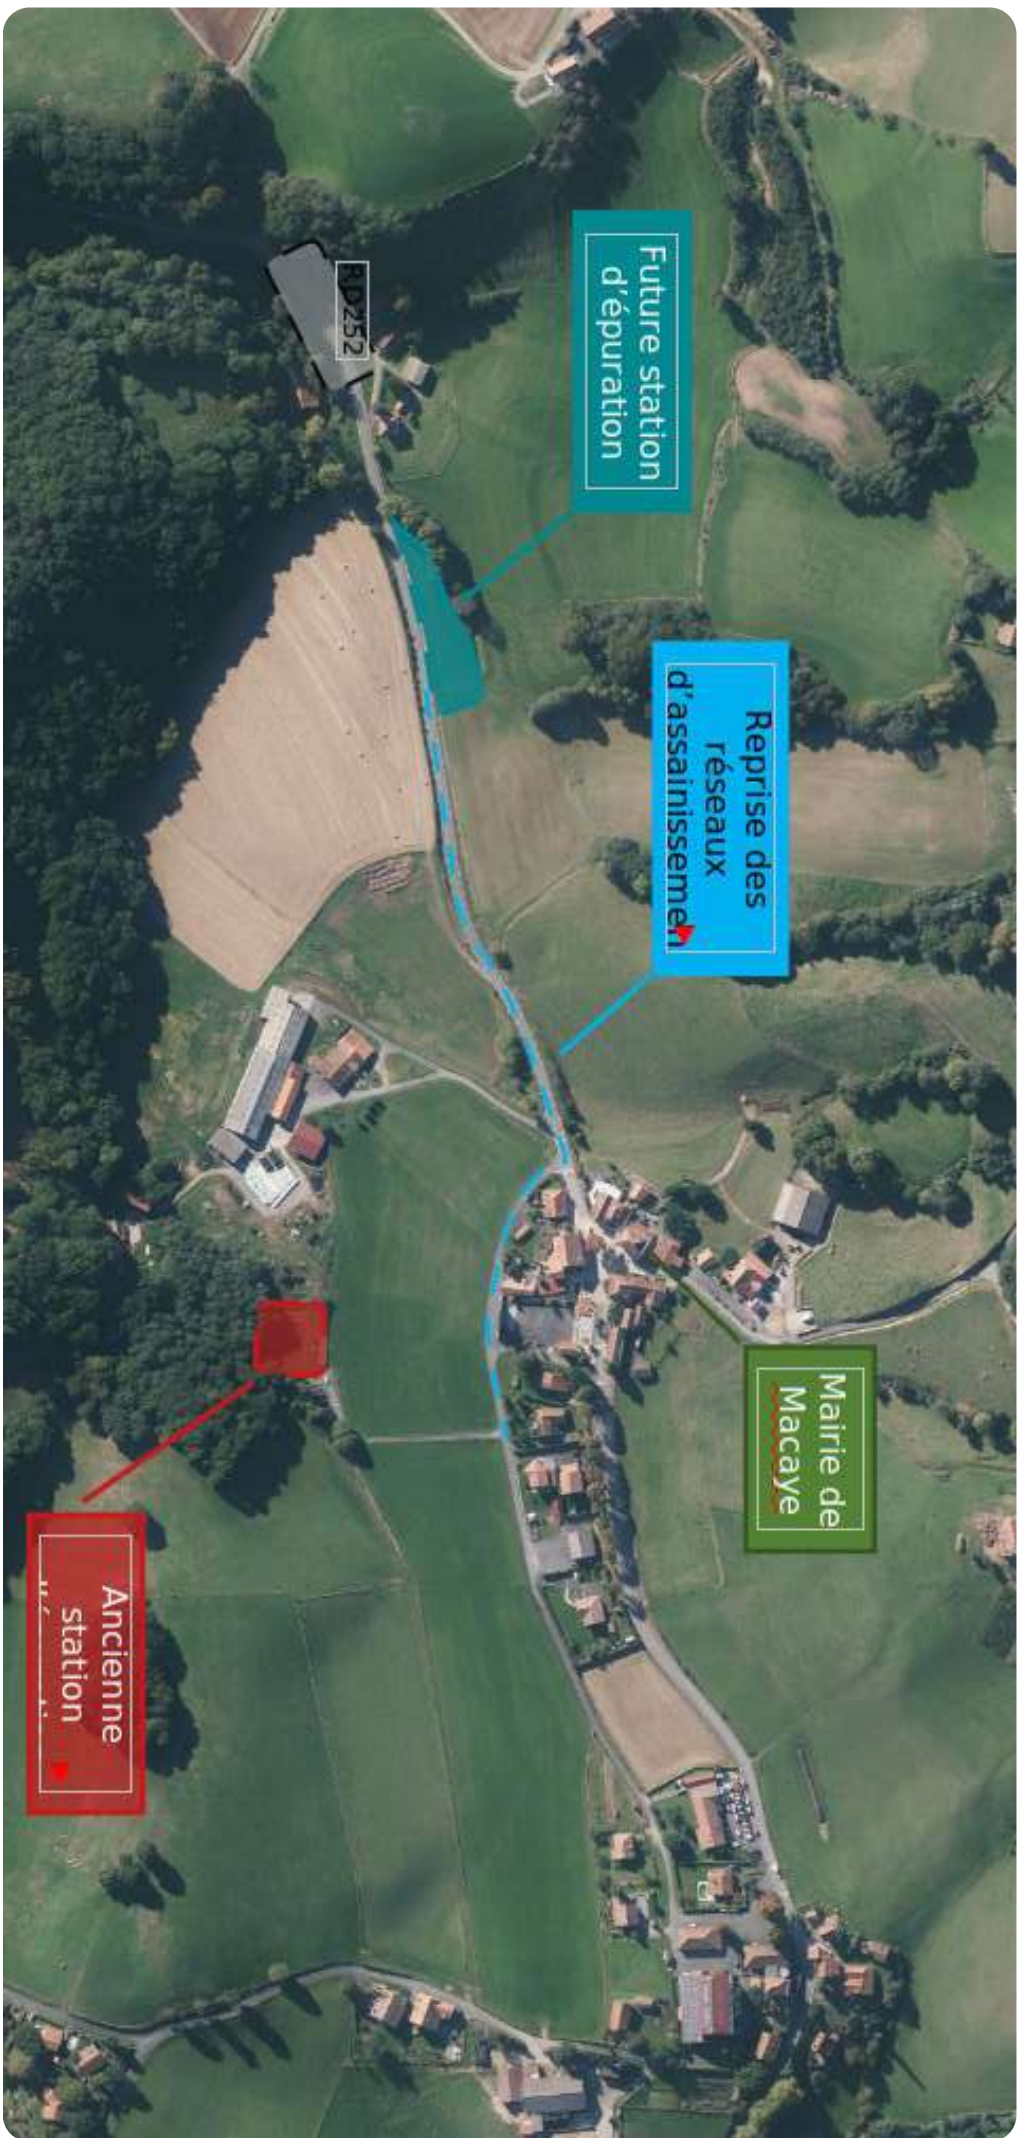 RD252
Future station
d'épuration
Reprise des
réseaux
d'assainissemen
Mairie de
Macaye
Ancienne
station